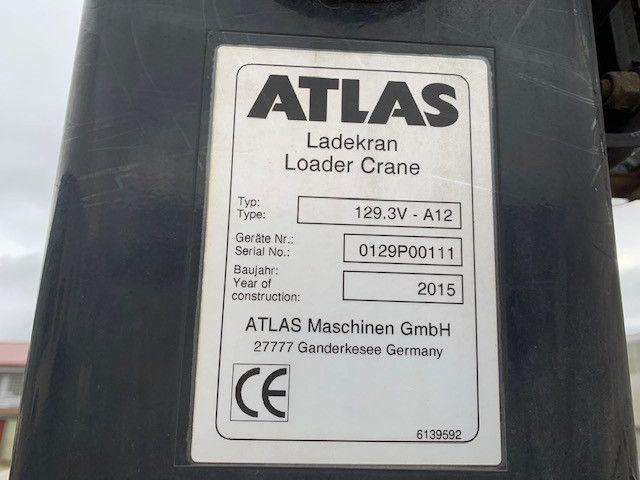 ATLAS
Ladekran
Loader Crane
Typ:
Type:
129.3V - A12
Geräte Nr.:
Serial No.:
0129P00111
Baujahr:
Year of
construction:
2015
ATLAS Maschinen GmbH
27777 Ganderkesee Germany
CE
6139592